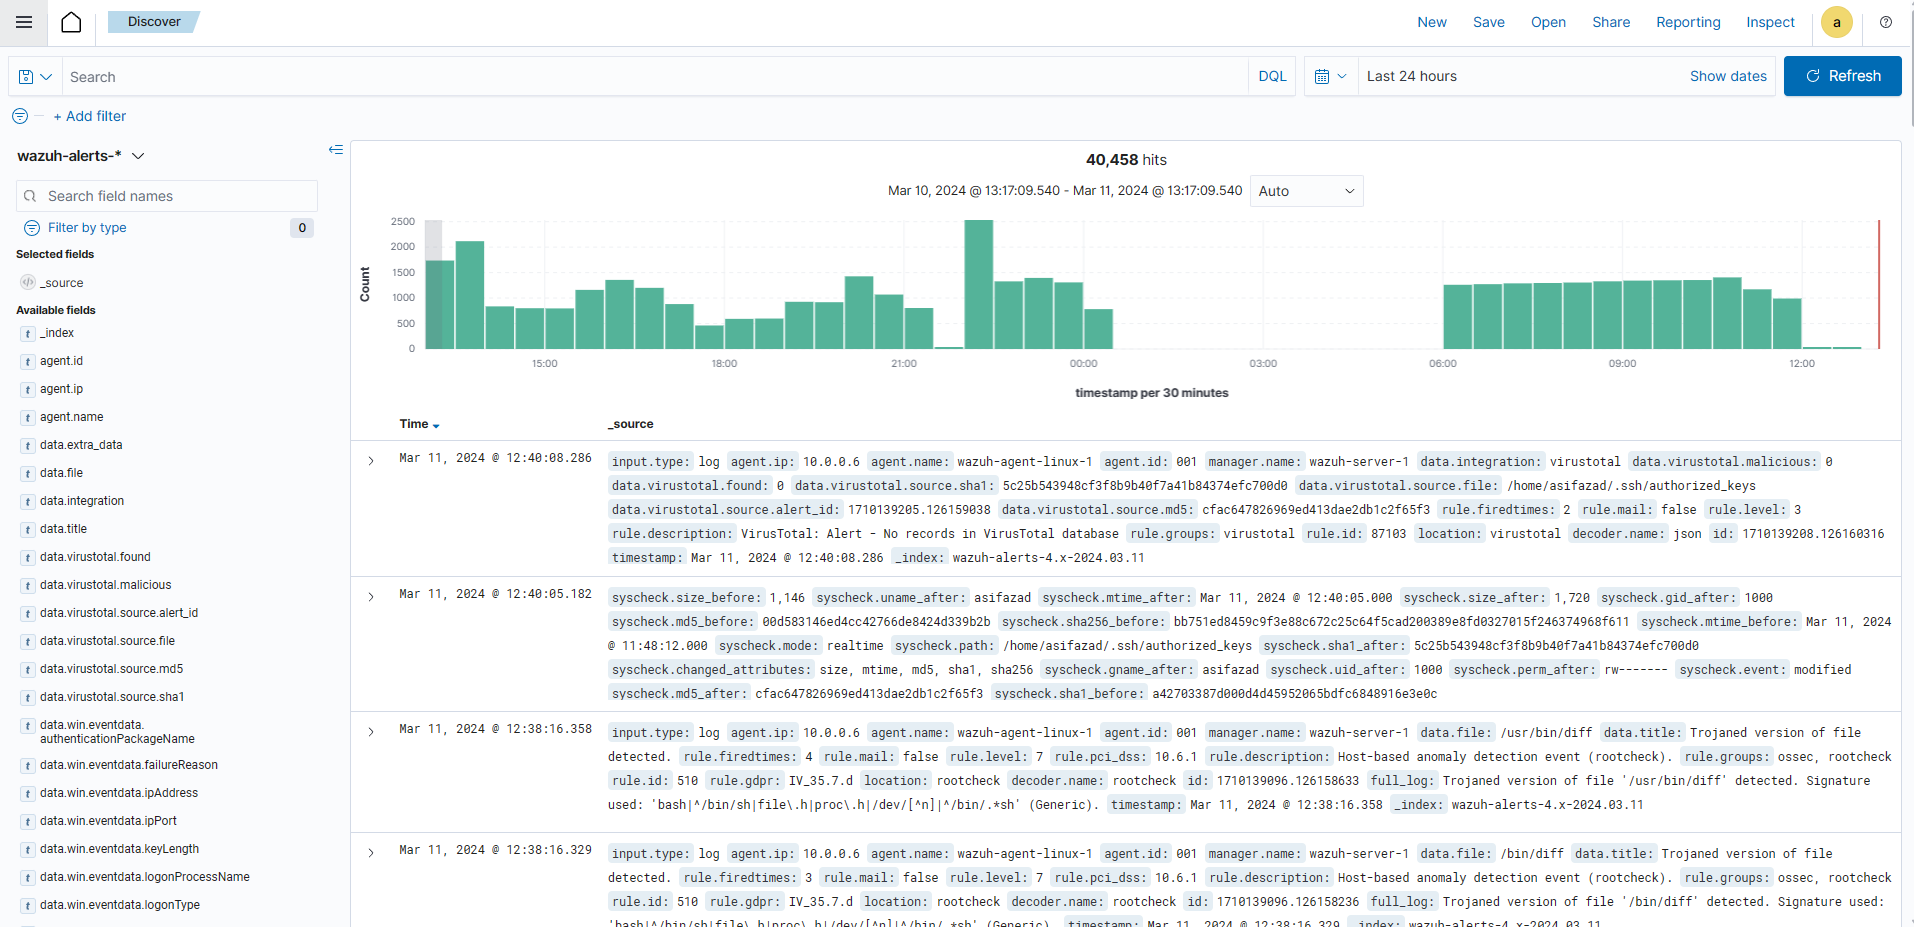 Discover
New Save Open Share Reporting Inspect a
Search DQL Last 24 hours Show dates Refresh
+ Add filter
wazuh-alerts-*
Search field names
Filter by type 0
Selected fields
_source
Available fields
t _index
t agent.id
t agent.ip
t agent.name
t data.extra_data
t data.file
t data.integration
t data.title
t data.virustotal.found
t data.virustotal.malicious
t data.virustotal.source.alert_id
t data.virustotal.source.file
t data.virustotal.source.md5
t data.virustotal.source.sha1
t data.win.eventdata.
authenticationPackageName
t data.win.eventdata.failureReason
t data.win.eventdata.ipAddress
t data.win.eventdata.ipPort
t data.win.eventdata.keyLength
t data.win.eventdata.logonProcessName
t data.win.eventdata.logonType
40,458 hits
Mar 10, 2024 @ 13:17:09.540 - Mar 11, 2024 @ 13:17:09.540 Auto
Count
2500
2000
1500
1000
500
0
15:00 18:00 21:00 00:00 03:00 06:00 09:00 12:00
timestamp per 30 minutes
Time _source
Mar 11, 2024 @ 12:40:08.286
input.type: log agent.ip: 10.0.0.6 agent.name: wazuh-agent-linux-1 agent.id: 001 manager.name: wazuh-server-1 data.integration: virustotal data.virustotal.malicious: 0
data.virustotal.found: 0 data.virustotal.source.sha1: 5c25b543948cf3f8b9b40f7a41b84374efc700d0 data.virustotal.source.file: /home/asifazad/.ssh/authorized_keys
data.virustotal.source.alert_id: 1710139205.126159038 data.virustotal.source.md5: cfac647826969ed413dae2db1c2f65f3 rule.firedtimes: 2 rule.mail: false rule.level: 3
rule.description: VirusTotal: Alert - No records in VirusTotal database rule.groups: virustotal rule.id: 87103 location: virustotal decoder.name: json id: 1710139208.126160316
timestamp: Mar 11, 2024 @ 12:40:08.286 _index: wazuh-alerts-4.x-2024.03.11
Mar 11, 2024 @ 12:40:05.182
syscheck.size_before: 1,146 syscheck.uname_after: asifazad syscheck.mtime_after: Mar 11, 2024 @ 12:40:05.000 syscheck.size_after: 1,720 syscheck.gid_after: 1000
syscheck.md5_before: 00d583146ed4cc42766de8424d339b2b syscheck.sha256_before: bb751ed8459c9f3e88c672c25c64f5cad200389e8fd0327015f246374968f611 syscheck.mtime_before: Mar 11, 2024
@ 11:48:12.000 syscheck.mode: realtime syscheck.path: /home/asifazad/.ssh/authorized_keys syscheck.sha1_after: 5c25b543948cf3f8b9b40f7a41b84374efc700d0
syscheck.changed_attributes: size, mtime, md5, sha1, sha256 syscheck.gname_after: asifazad syscheck.uid_after: 1000 syscheck.perm_after: rw------- syscheck.event: modified
syscheck.md5_after: cfac647826969ed413dae2db1c2f65f3 syscheck.sha1_before: a42703387d000d4d45952065bdfc6848916e3e0c
Mar 11, 2024 @ 12:38:16.358
input.type: log agent.ip: 10.0.0.6 agent.name: wazuh-agent-linux-1 agent.id: 001 manager.name: wazuh-server-1 data.file: /usr/bin/diff data.title: Trojaned version of file
detected. rule.firedtimes: 4 rule.mail: false rule.level: 7 rule.pci_dss: 10.6.1 rule.description: Host-based anomaly detection event (rootcheck). rule.groups: ossec, rootcheck
rule.id: 510 rule.gdpr: IV_35.7.d location: rootcheck decoder.name: rootcheck id: 1710139096.126158633 full_log: Trojaned version of file '/usr/bin/diff' detected. Signature
used: 'bash|^/bin/sh|file\.h|proc\.h|/dev/[^n]|^/bin/.*sh' (Generic). timestamp: Mar 11, 2024 @ 12:38:16.358 _index: wazuh-alerts-4.x-2024.03.11
Mar 11, 2024 @ 12:38:16.329
input.type: log agent.ip: 10.0.0.6 agent.name: wazuh-agent-linux-1 agent.id: 001 manager.name: wazuh-server-1 data.file: /bin/diff data.title: Trojaned version of file
detected. rule.firedtimes: 3 rule.mail: false rule.level: 7 rule.pci_dss: 10.6.1 rule.description: Host-based anomaly detection event (rootcheck). rule.groups: ossec, rootcheck
rule.id: 510 rule.gdpr: IV_35.7.d location: rootcheck decoder.name: rootcheck id: 1710139096.126158236 full_log: Trojaned version of file '/bin/diff' detected. Signature used:
'bash|^/bin/sh|file\.h|proc\.h|/dev/[^n]|^/bin/.*sh' (Generic). timestamp: Mar 11, 2024 @ 12:38:16.329 _index: wazuh-alerts-4.x-2024.03.11